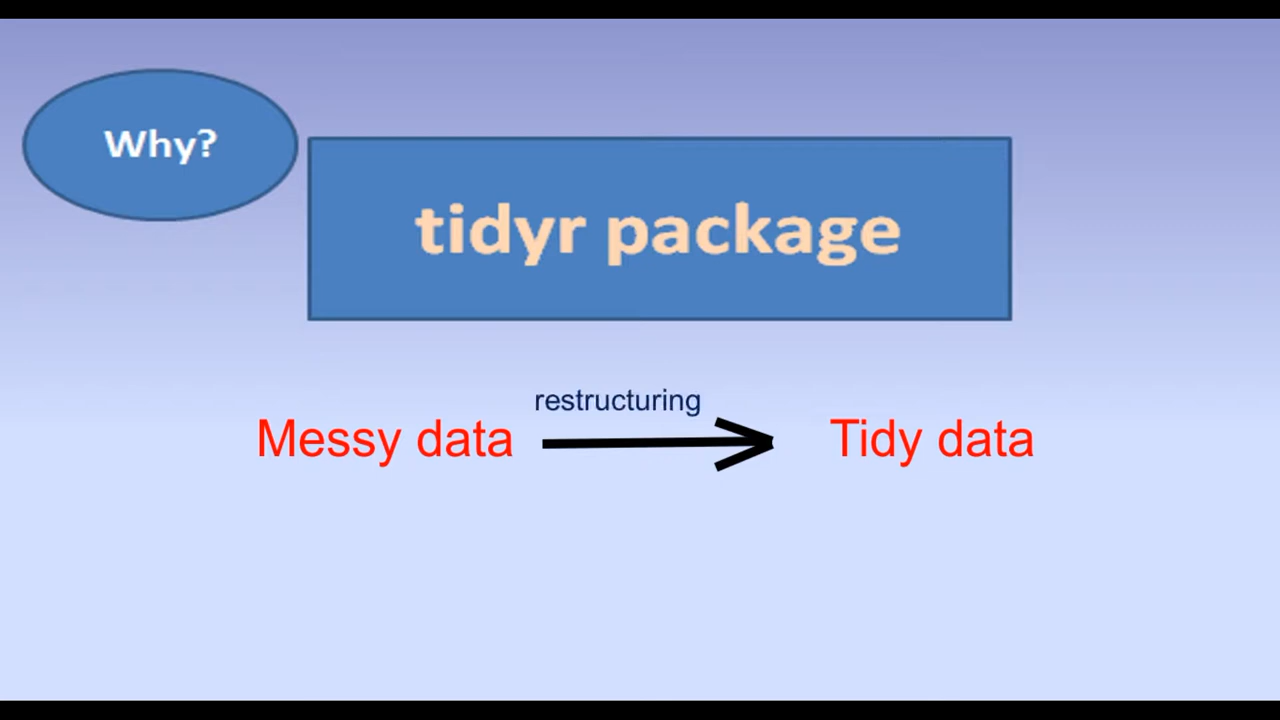 Why?
tidyr package
restructuring
Messy data
Tidy data